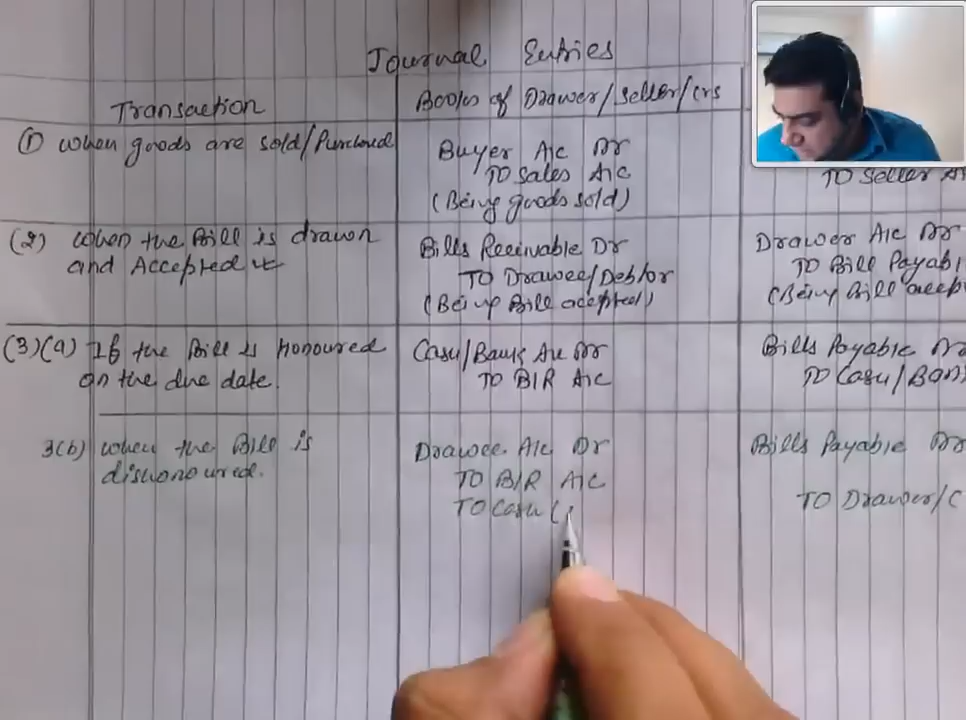 Journal Entries
Transaction
Books of Drawer/Seller/Crs
(1) when goods are sold/Purchased
Buyer A/c Dr
TO Sales A/c
(Being goods sold)
TO Seller A
(2) When the Bill is drawn
and Accepted it
Bills Receivable Dr
TO Drawee/Debtor
(Being Bill accepted)
Drawer A/c Dr
TO Bill Payabl
(Being Bill accep
(3)(a) If the Bill is Honoured
on the due date.
Cash/Bank A/c Dr
TO B/R A/c
Bills Payable Dr
TO Cash/Ban
3(b) when the Bill is
dishonoured.
Drawee A/c Dr
TO B/R A/c
TO Cash (
Bills Payable Dr
TO Drawer/C